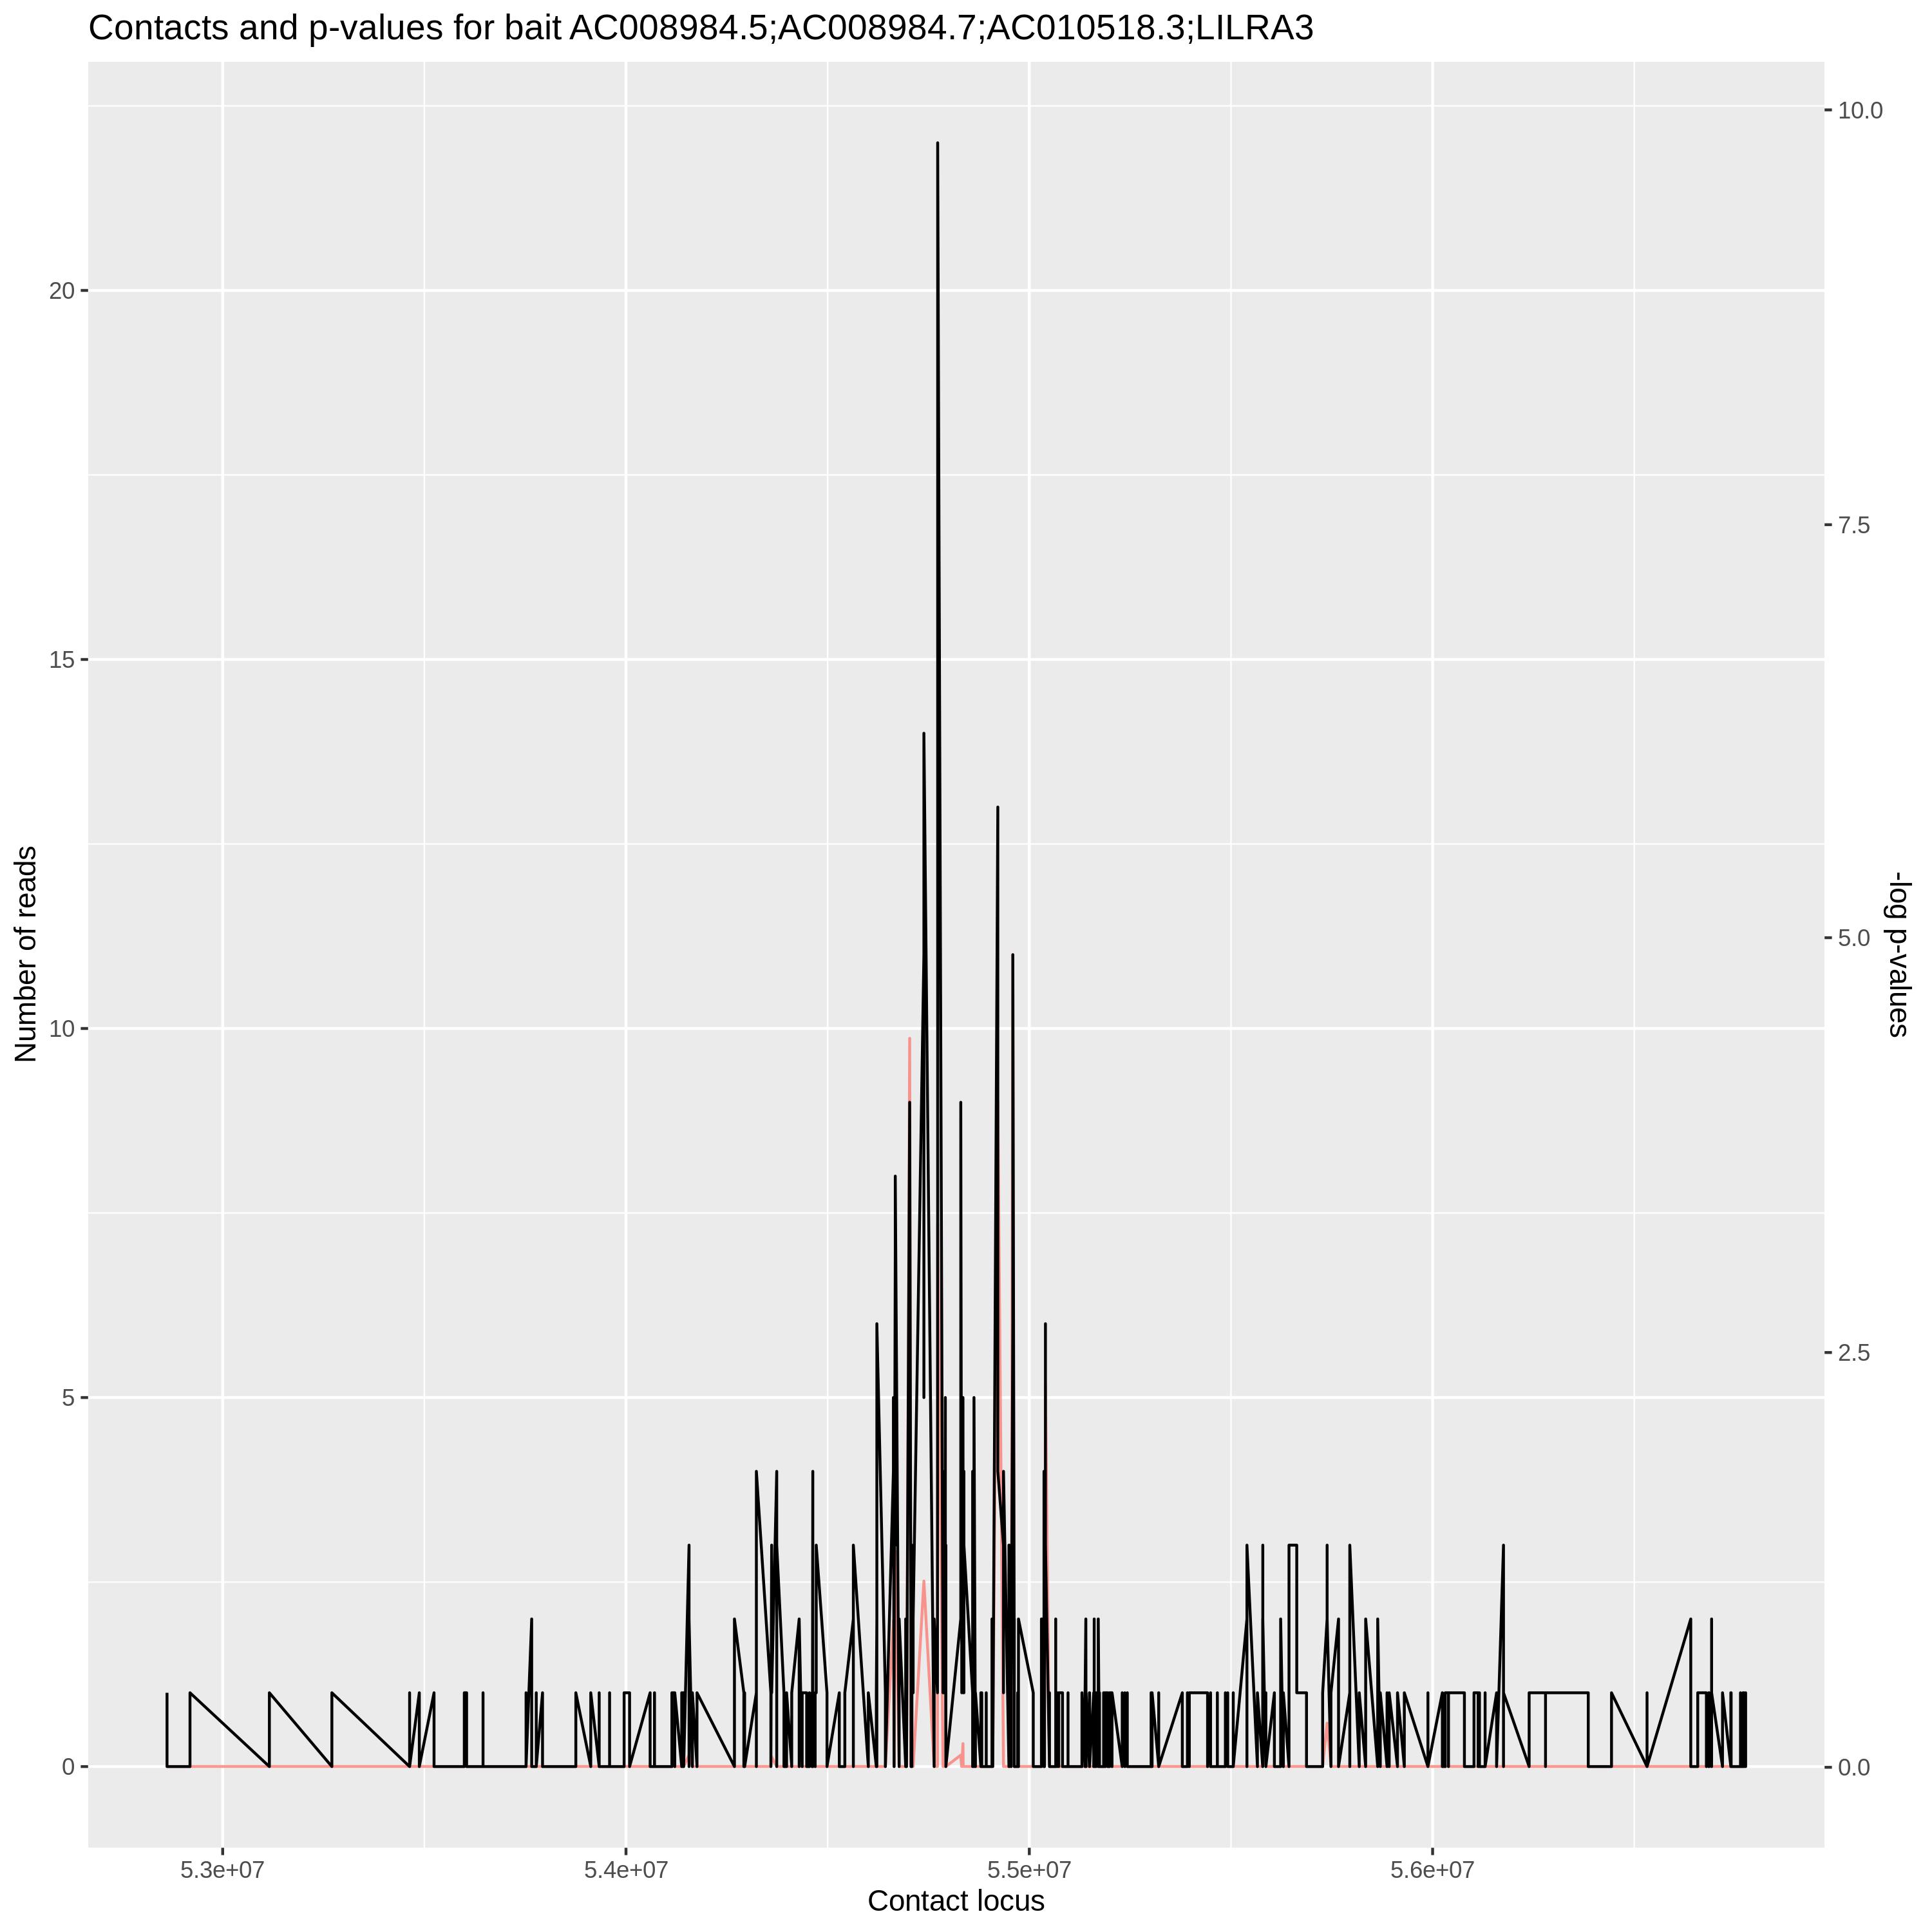 Contacts and p-values for bait AC008984.5;AC008984.7;AC010518.3;LILRA3
10.0
20
7.5
15
Number of reads
-log p-values
5.0
10
2.5
5
0
0.0
5.3e+07 5.4e+07 5.5e+07 5.6e+07
Contact locus